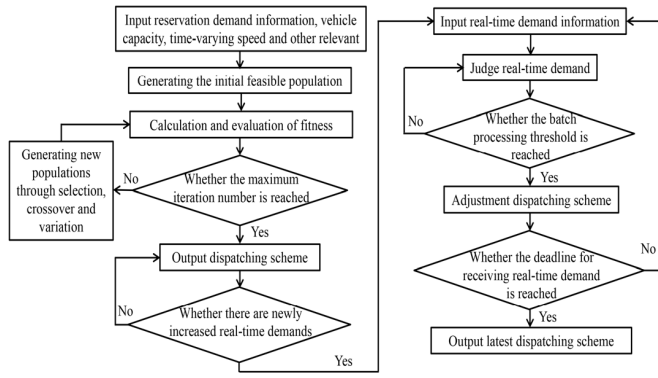 Input reservation demand information, vehicle
capacity, time-varying speed and other relevant
Generating the initial feasible population
Calculation and evaluation of fitness
Generating new
populations
through selection,
crossover and
variation
No
Whether the maximum
iteration number is reached
Yes
Output dispatching scheme
No
Whether there are newly
increased real-time demands
Yes
Input real-time demand information
Judge real-time demand
No
Whether the batch
processing threshold is
reached
Yes
Adjustment dispatching scheme
No
Whether the deadline for
receiving real-time demand
is reached
Yes
Output latest dispatching scheme